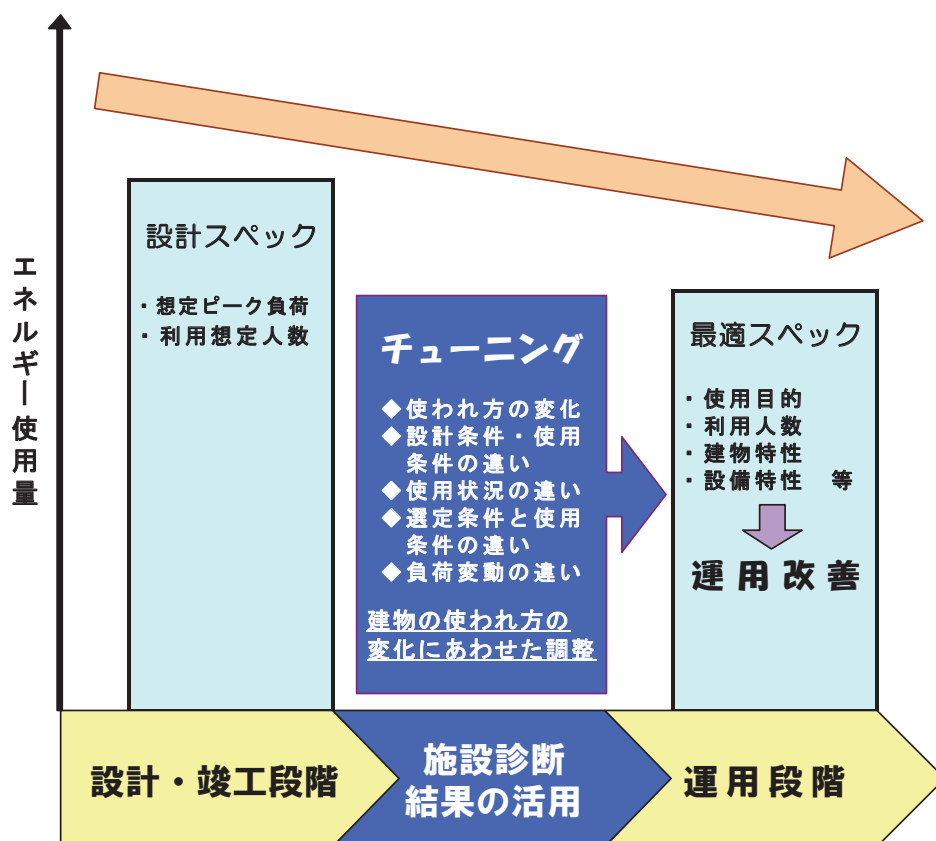 エネルギー使用量
設計スペック
・想定ピーク負荷
・利用想定人数
チューニング
◆使われ方の変化
◆設計条件・使用
条件の違い
◆使用状況の違い
◆選定条件と使用
条件の違い
◆負荷変動の違い
建物の使われ方の
変化にあわせた調整
最適スペック
・使用目的
・利用人数
・建物特性
・設備特性　等
運用改善
設計・竣工段階
施設診断
結果の活用
運用段階